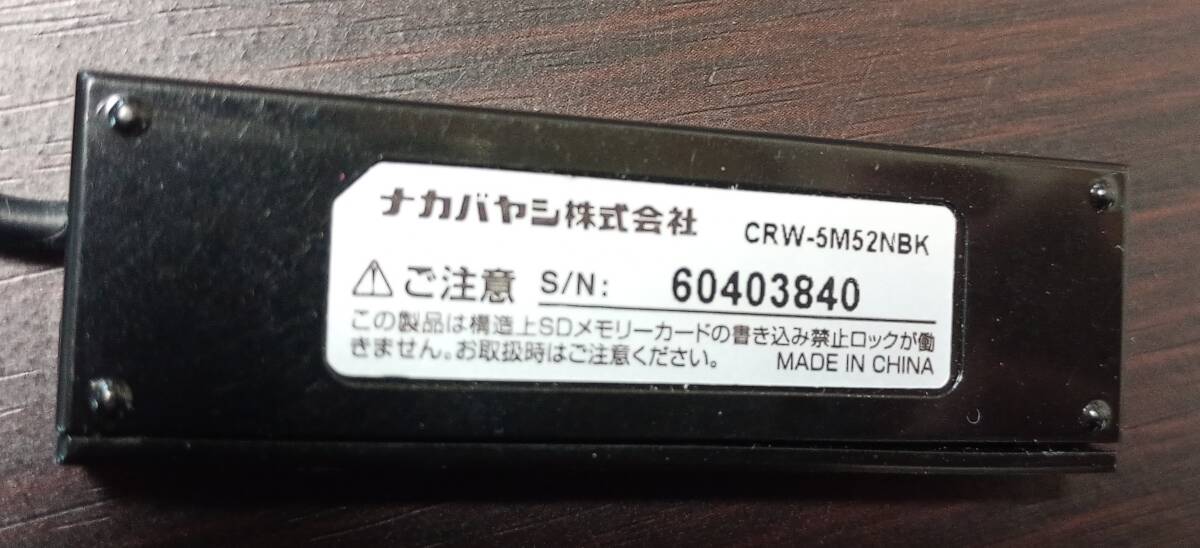 ナカバヤシ株式会社 CRW-5M52NBK
ご注意 S/N: 60403840
この製品は構造上SDメモリーカードの書き込み禁止ロックが働
きません。お取扱時はご注意ください。 MADE IN CHINA